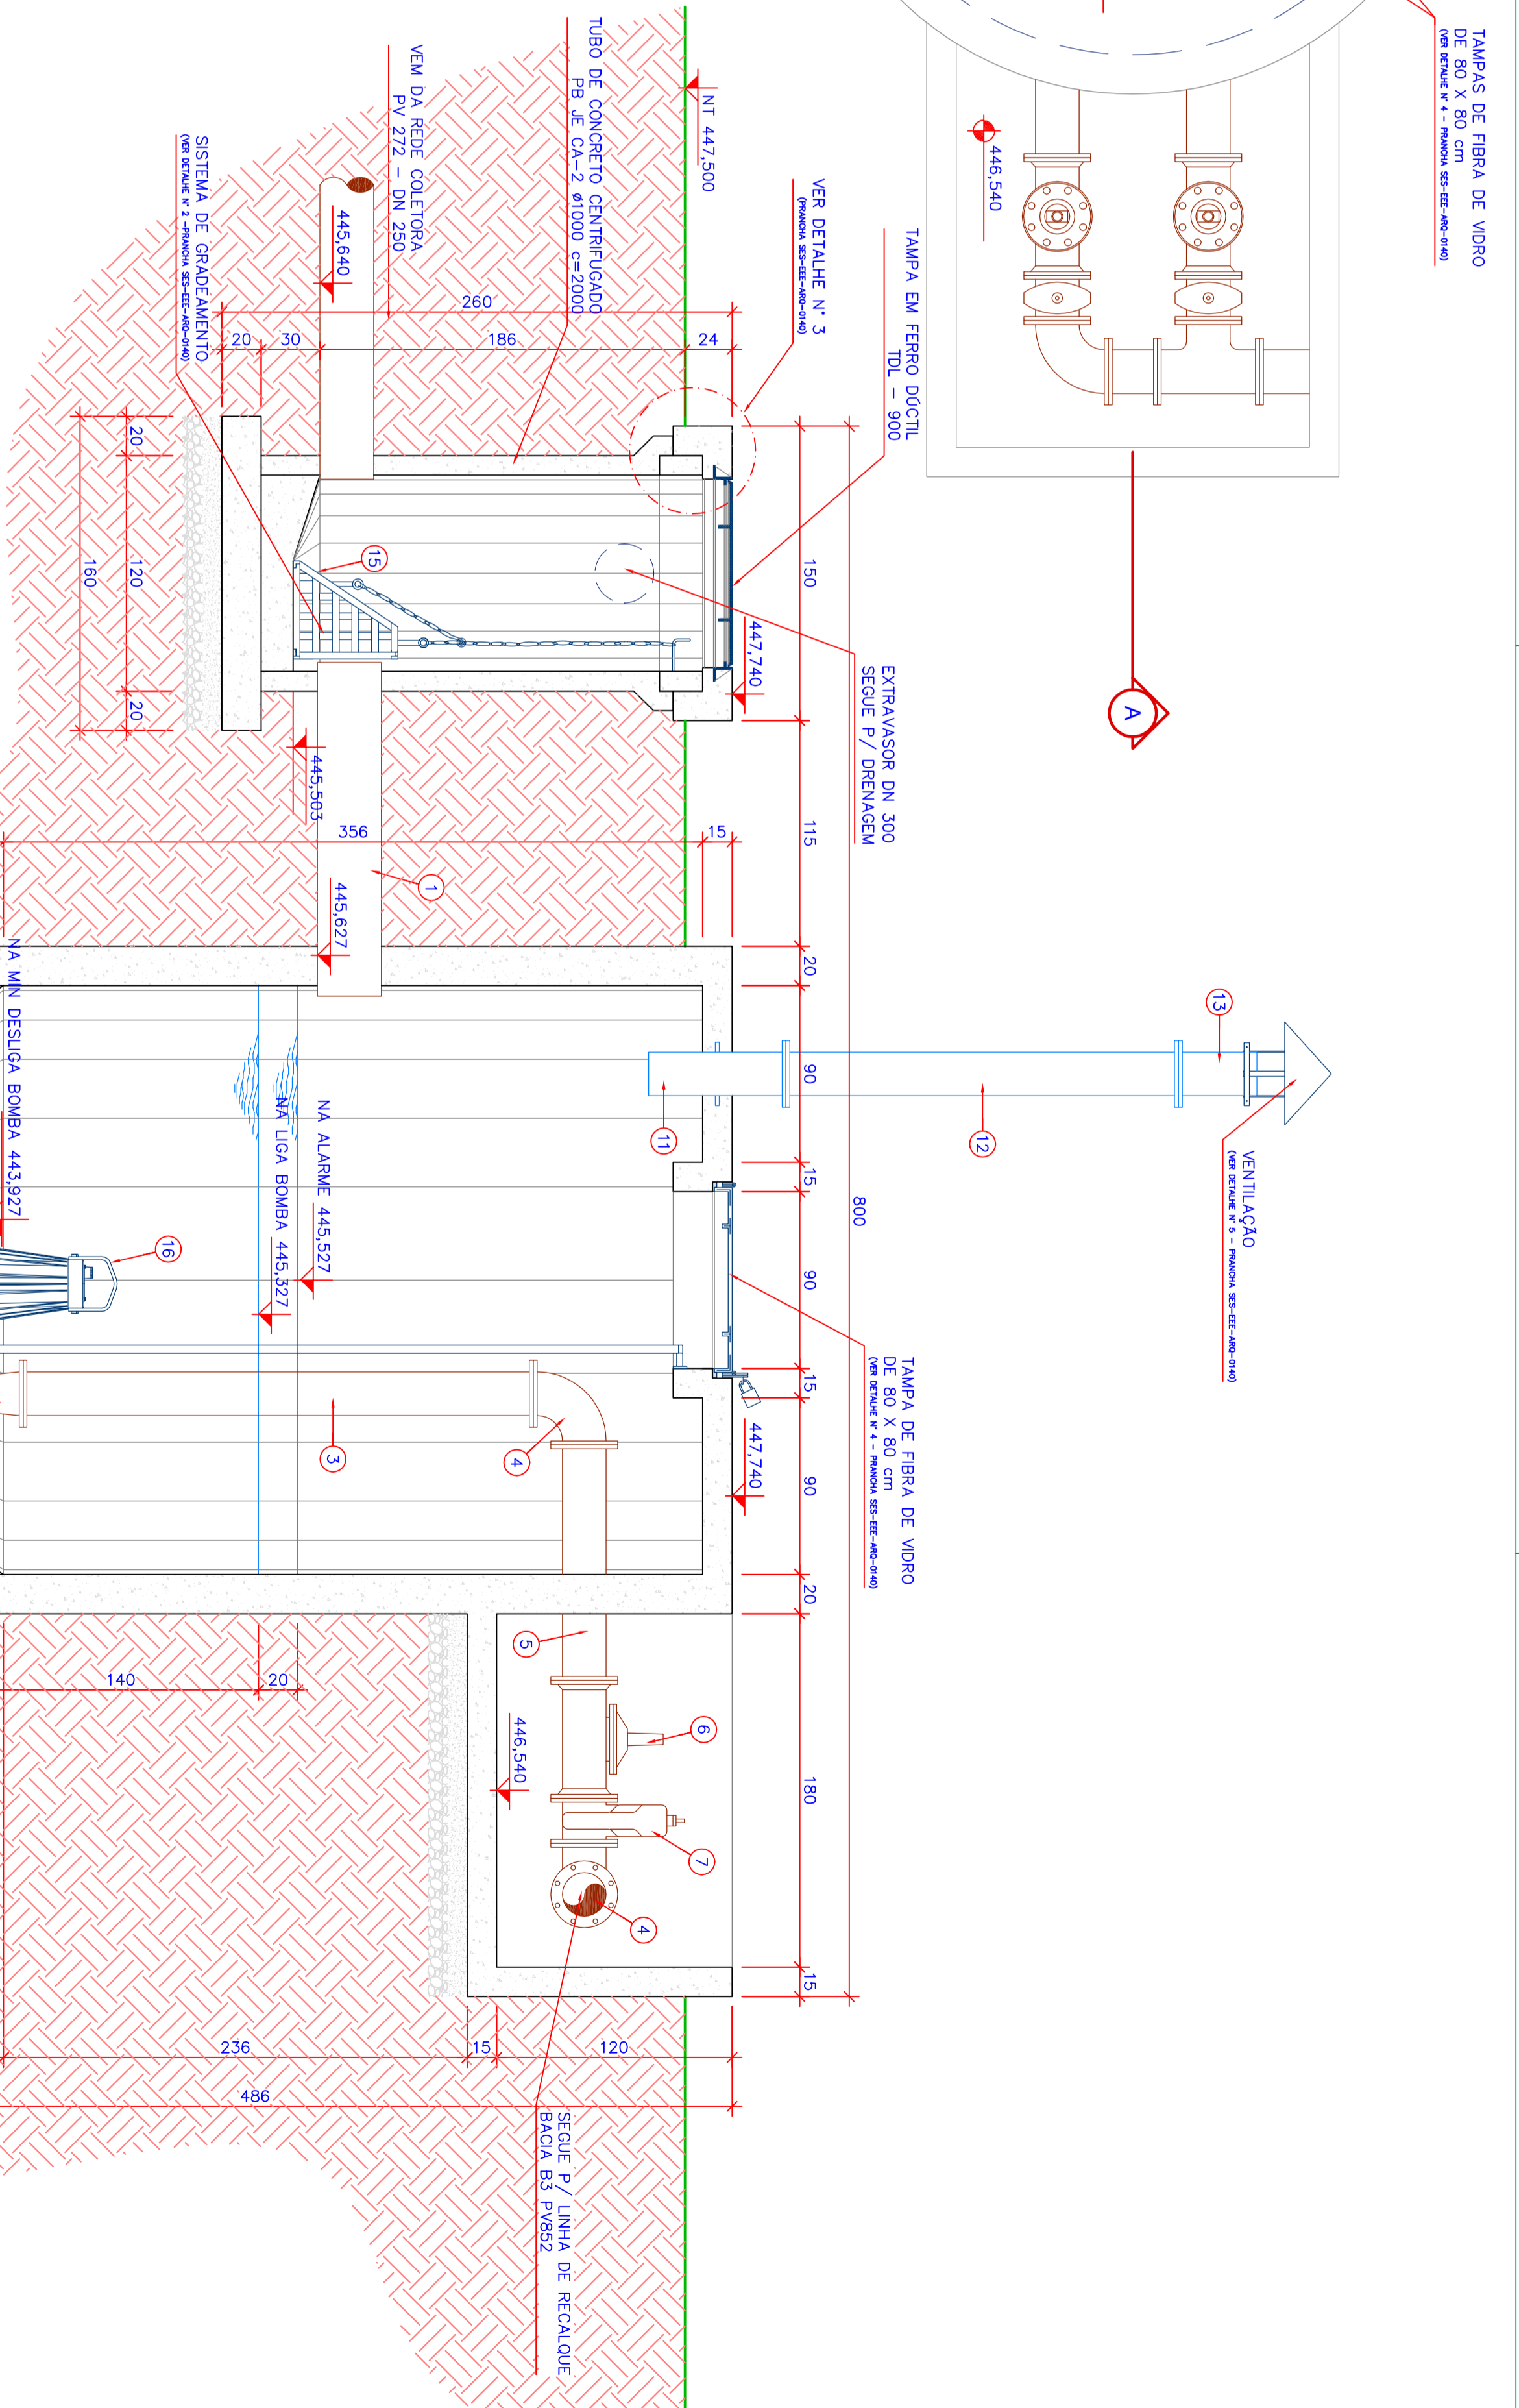 TAMPAS DE FIBRA DE VIDRO
DE 80 X 80 cm
(VER DETALHE N° 4 - PRANCHA SES-EEE-ARQ-0140)
446,540
A
NT 447,500
VER DETALHE N° 3
(PRANCHA SES-EEE-ARQ-0140)
TAMPA EM FERRO DÚCTIL
TDL - 900
TUBO DE CONCRETO CENTRIFUGADO
PB JE CA-2 ø1000 c=2000
VEM DA REDE COLETORA
PV 272 - DN 250
445,640
SISTEMA DE GRADEAMENTO
(VER DETALHE N° 2 -PRANCHA SES-EEE-ARQ-0140)
260
20
30
186
24
20
120
20
160
15
EXTRAVASOR DN 300
SEGUE P/ DRENAGEM
447,740
445,503
150
115
20
90
15
90
15
90
20
180
15
800
356
15
1
445,627
13
12
11
VENTILAÇÃO
(VER DETALHE N° 5 - PRANCHA SES-EEE-ARQ-0140)
TAMPA DE FIBRA DE VIDRO
DE 80 X 80 cm
(VER DETALHE N° 4 - PRANCHA SES-EEE-ARQ-0140)
447,740
NA ALARME 445,527
NA LIGA BOMBA 445,327
NA MIN DESLIGA BOMBA 443,927
16
3
4
5
6
7
4
446,540
140
20
236
15
120
486
SEGUE P/ LINHA DE RECALQUE
BACIA B3 PV852